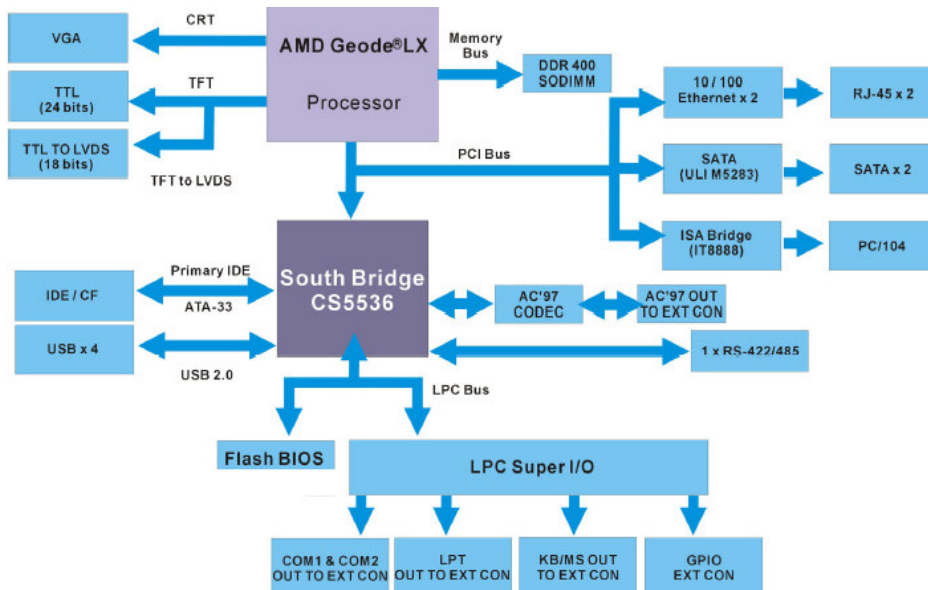 CRT
VGA
AMD Geode®LX
Processor
Memory
Bus
DDR 400
SODIMM
TFT
TTL
(24 bits)
TTL TO LVDS
(18 bits)
TFT to LVDS
10 / 100
Ethernet x 2
RJ-45 x 2
PCI Bus
SATA
(ULI M5283)
SATA x 2
ISA Bridge
(IT8888)
PC/104
South Bridge
CS5536
Primary IDE
IDE / CF
ATA-33
AC'97
CODEC
AC'97 OUT
TO EXT CON
USB x 4
USB 2.0
1 x RS-422/485
LPC Bus
Flash BIOS
LPC Super I/O
COM1 & COM2
OUT TO EXT CON
LPT
OUT TO EXT CON
KB/MS OUT
TO EXT CON
GPIO
EXT CON